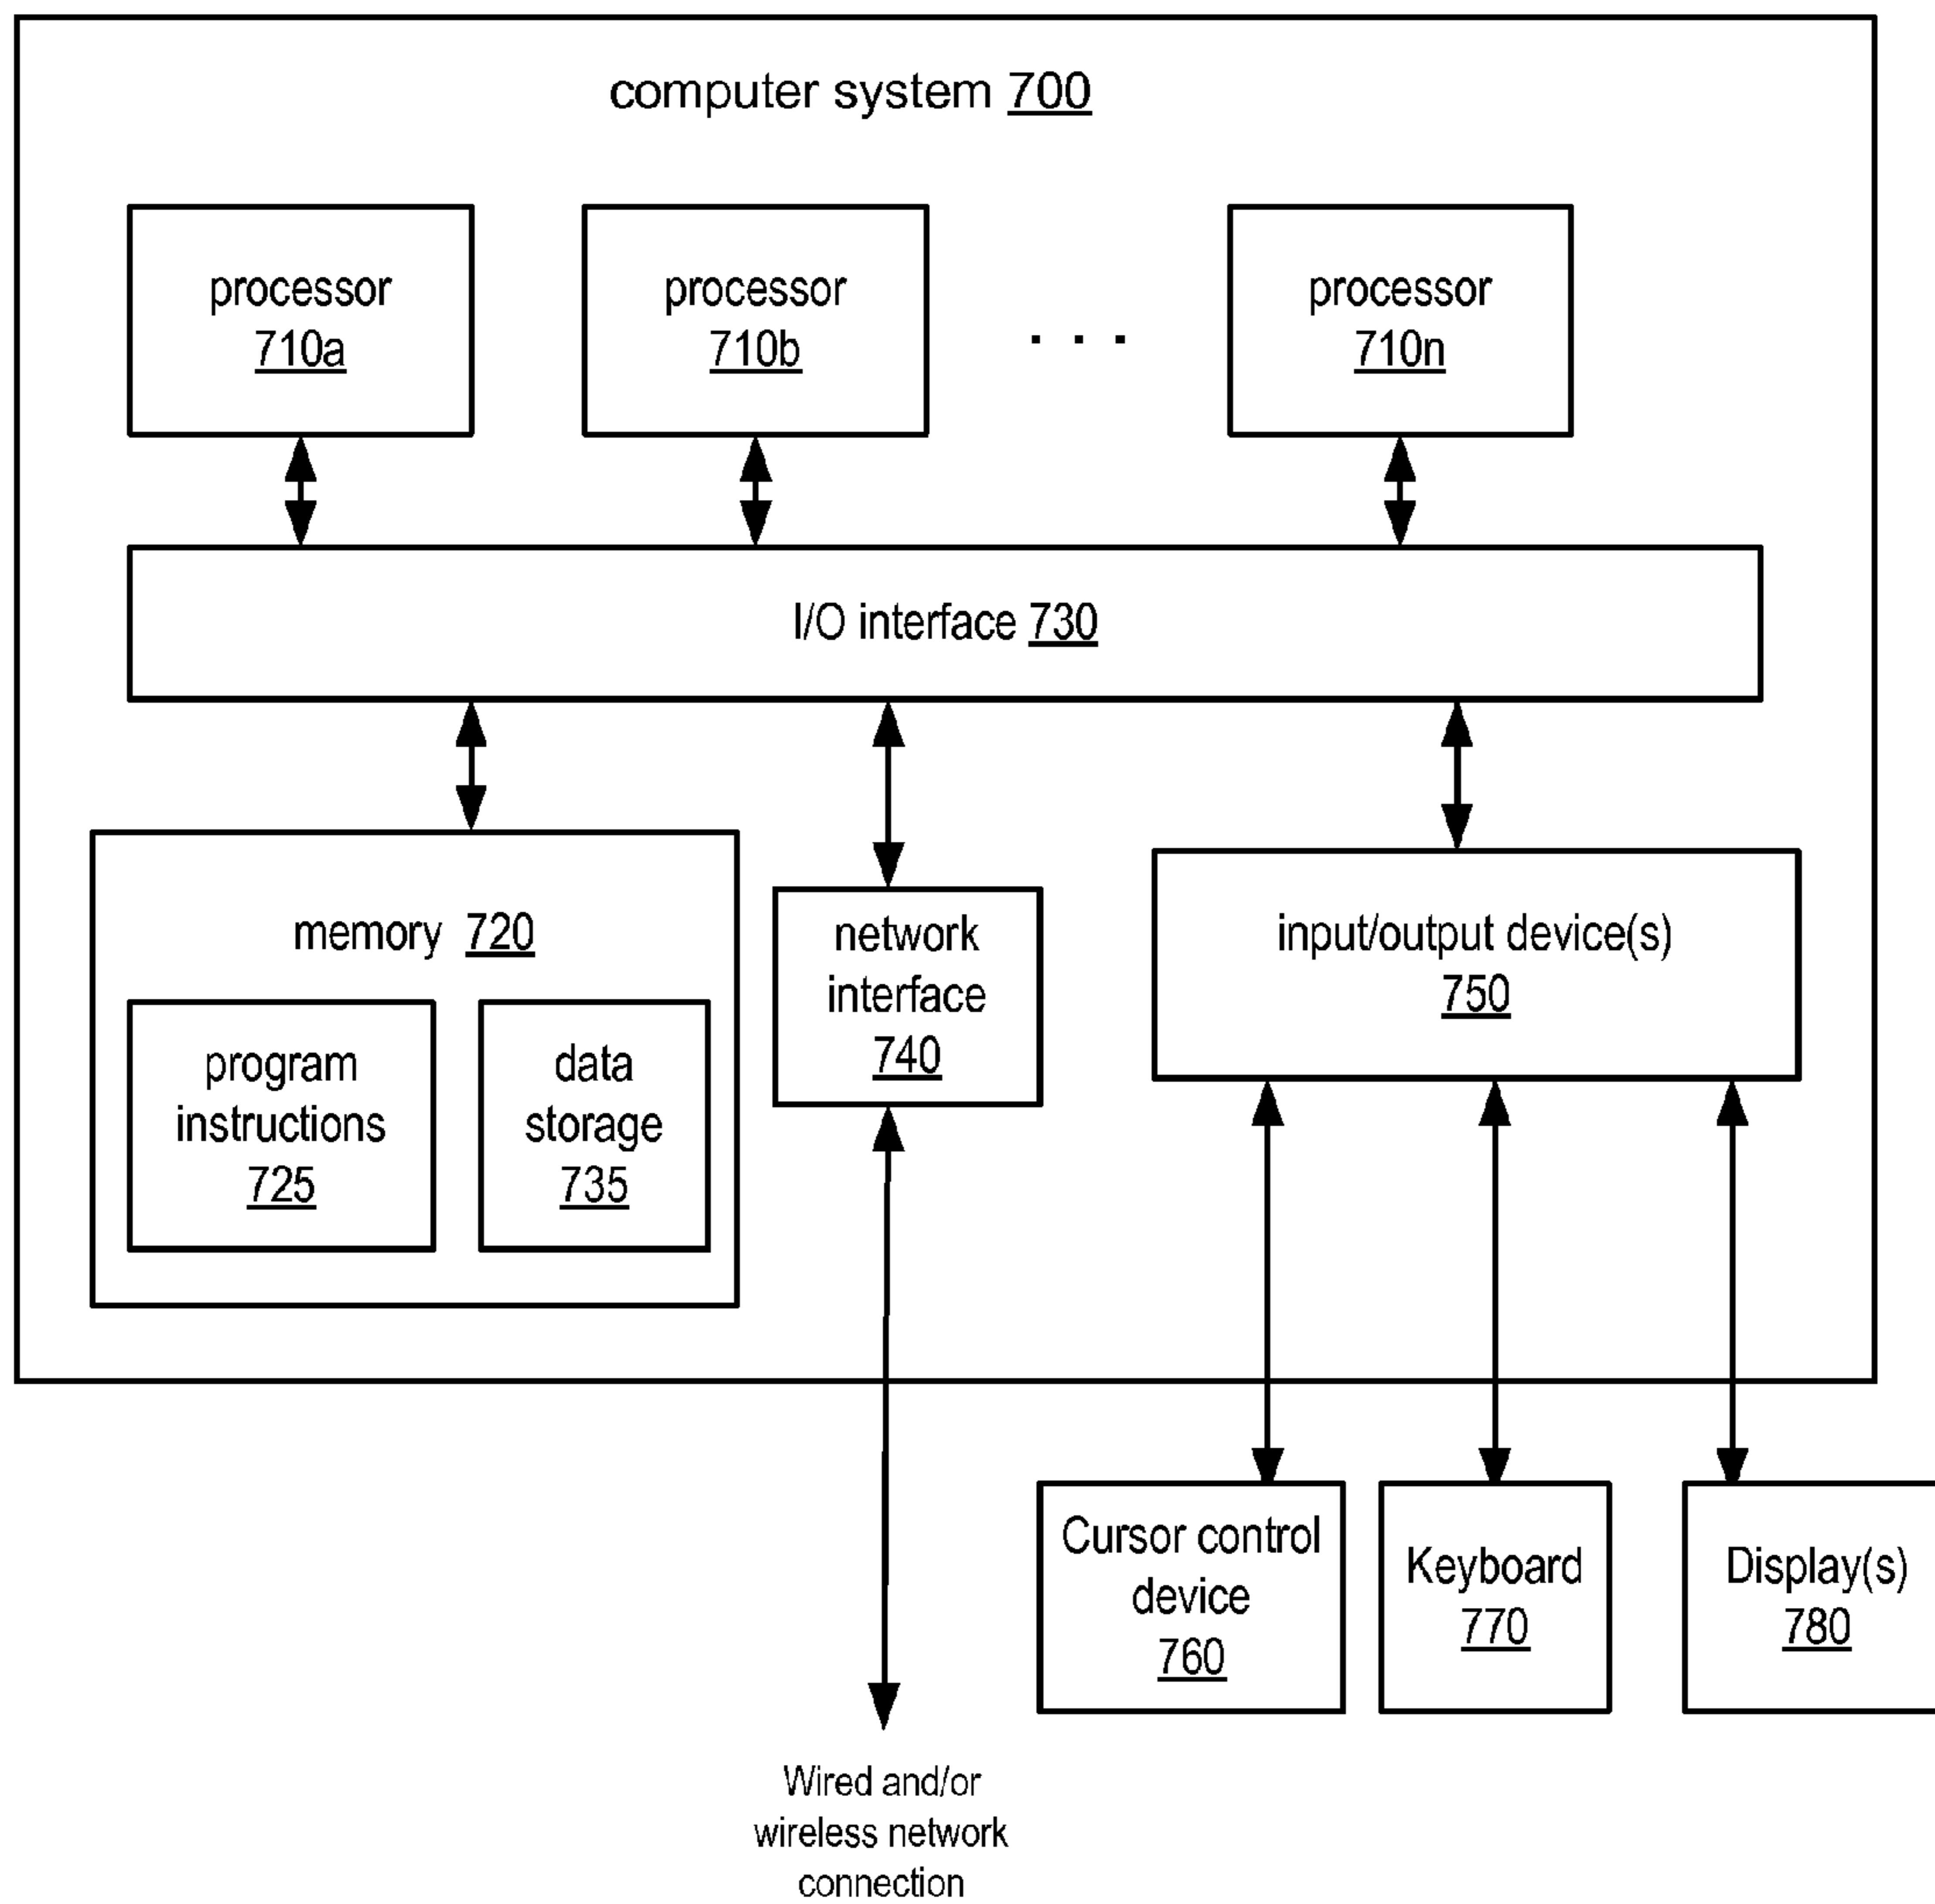 computer system 700
processor
710a
processor
710b
. . .
processor
710n
I/O interface 730
memory 720
program
instructions
725
data
storage
735
network
interface
740
input/output device(s)
750
Cursor control
device
760
Keyboard
770
Display(s)
780
Wired and/or
wireless network
connection